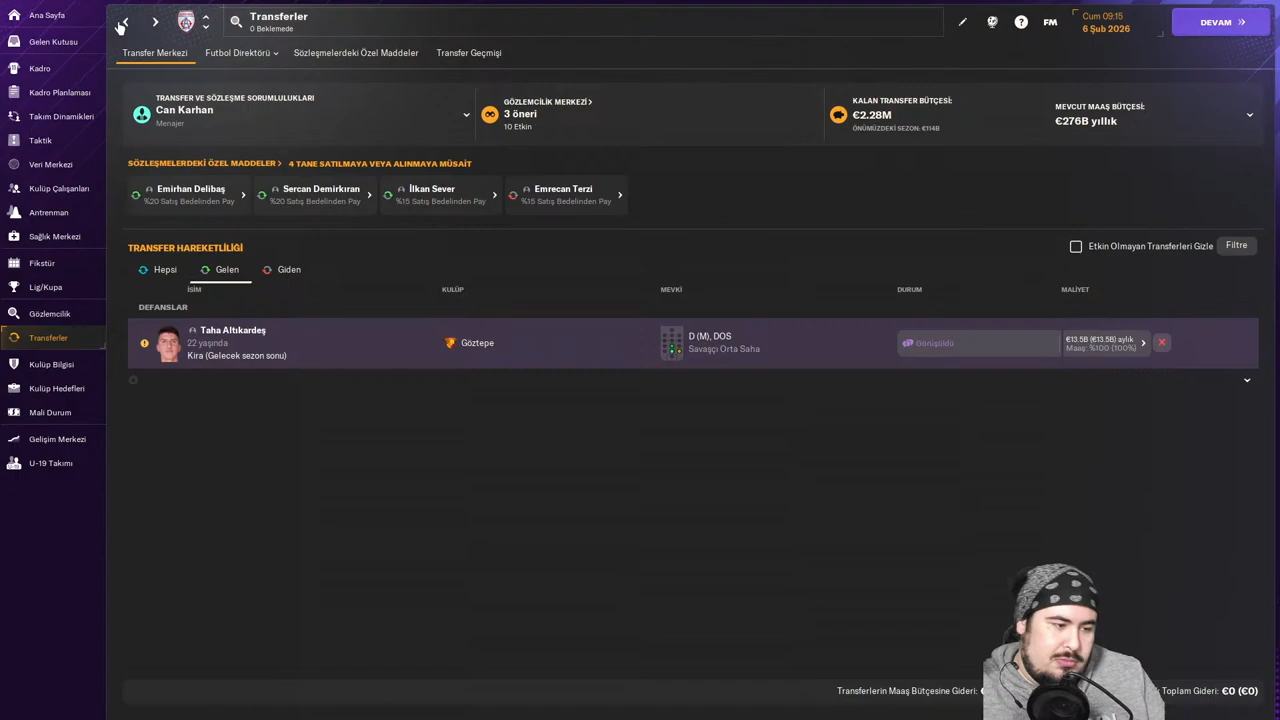 Ana Sayfa
Gelen Kutusu
Kadro
Kadro Planlaması
Takım Dinamikleri
Taktik
Veri Merkezi
Kulüp Çalışanları
Antrenman
Sağlık Merkezi
Fikstür
Lig/Kupa
Gözlemcilik
Transferler
Kulüp Bilgisi
Kulüp Hedefleri
Mali Durum
Gelişim Merkezi
U-19 Takımı
Transferler
0 Beklemede
FM
Cum 09:15
6 Şub 2026
DEVAM
Transfer Merkezi
Futbol Direktörü
Sözleşmelerdeki Özel Maddeler
Transfer Geçmişi
TRANSFER VE SÖZLEŞME SORUMLULUKLARI
Can Karhan
Menajer
GÖZLEMCİLİK MERKEZİ
3 öneri
10 Etkin
KALAN TRANSFER BÜTÇESİ:
€2.28M
ÖNÜMÜZDEKİ SEZON: €114B
MEVCUT MAAŞ BÜTÇESİ:
€276B yıllık
SÖZLEŞMELERDEKİ ÖZEL MADDELER 4 TANE SATILMAYA VEYA ALINMAYA MÜSAİT
Emirhan Delibaş
%20 Satış Bedelinden Pay
Sercan Demirkıran
%20 Satış Bedelinden Pay
İlkan Sever
%15 Satış Bedelinden Pay
Emrecan Terzi
%15 Satış Bedelinden Pay
TRANSFER HAREKETLİLİĞİ
Etkin Olmayan Transferleri Gizle
Filtre
Hepsi
Gelen
Giden
İSİM
KULÜP
MEVKİ
DURUM
MALİYET
DEFANSLAR
Taha Altıkardeş
22 yaşında
Kira (Gelecek sezon sonu)
Göztepe
D (M), DOS
Savaşçı Orta Saha
Görüşüldü
€13.5B (€13.5B) aylık
Maaş: %100 (100%)
Transferlerin Maaş Bütçesine Gideri:
Toplam Gideri: €0 (€0)